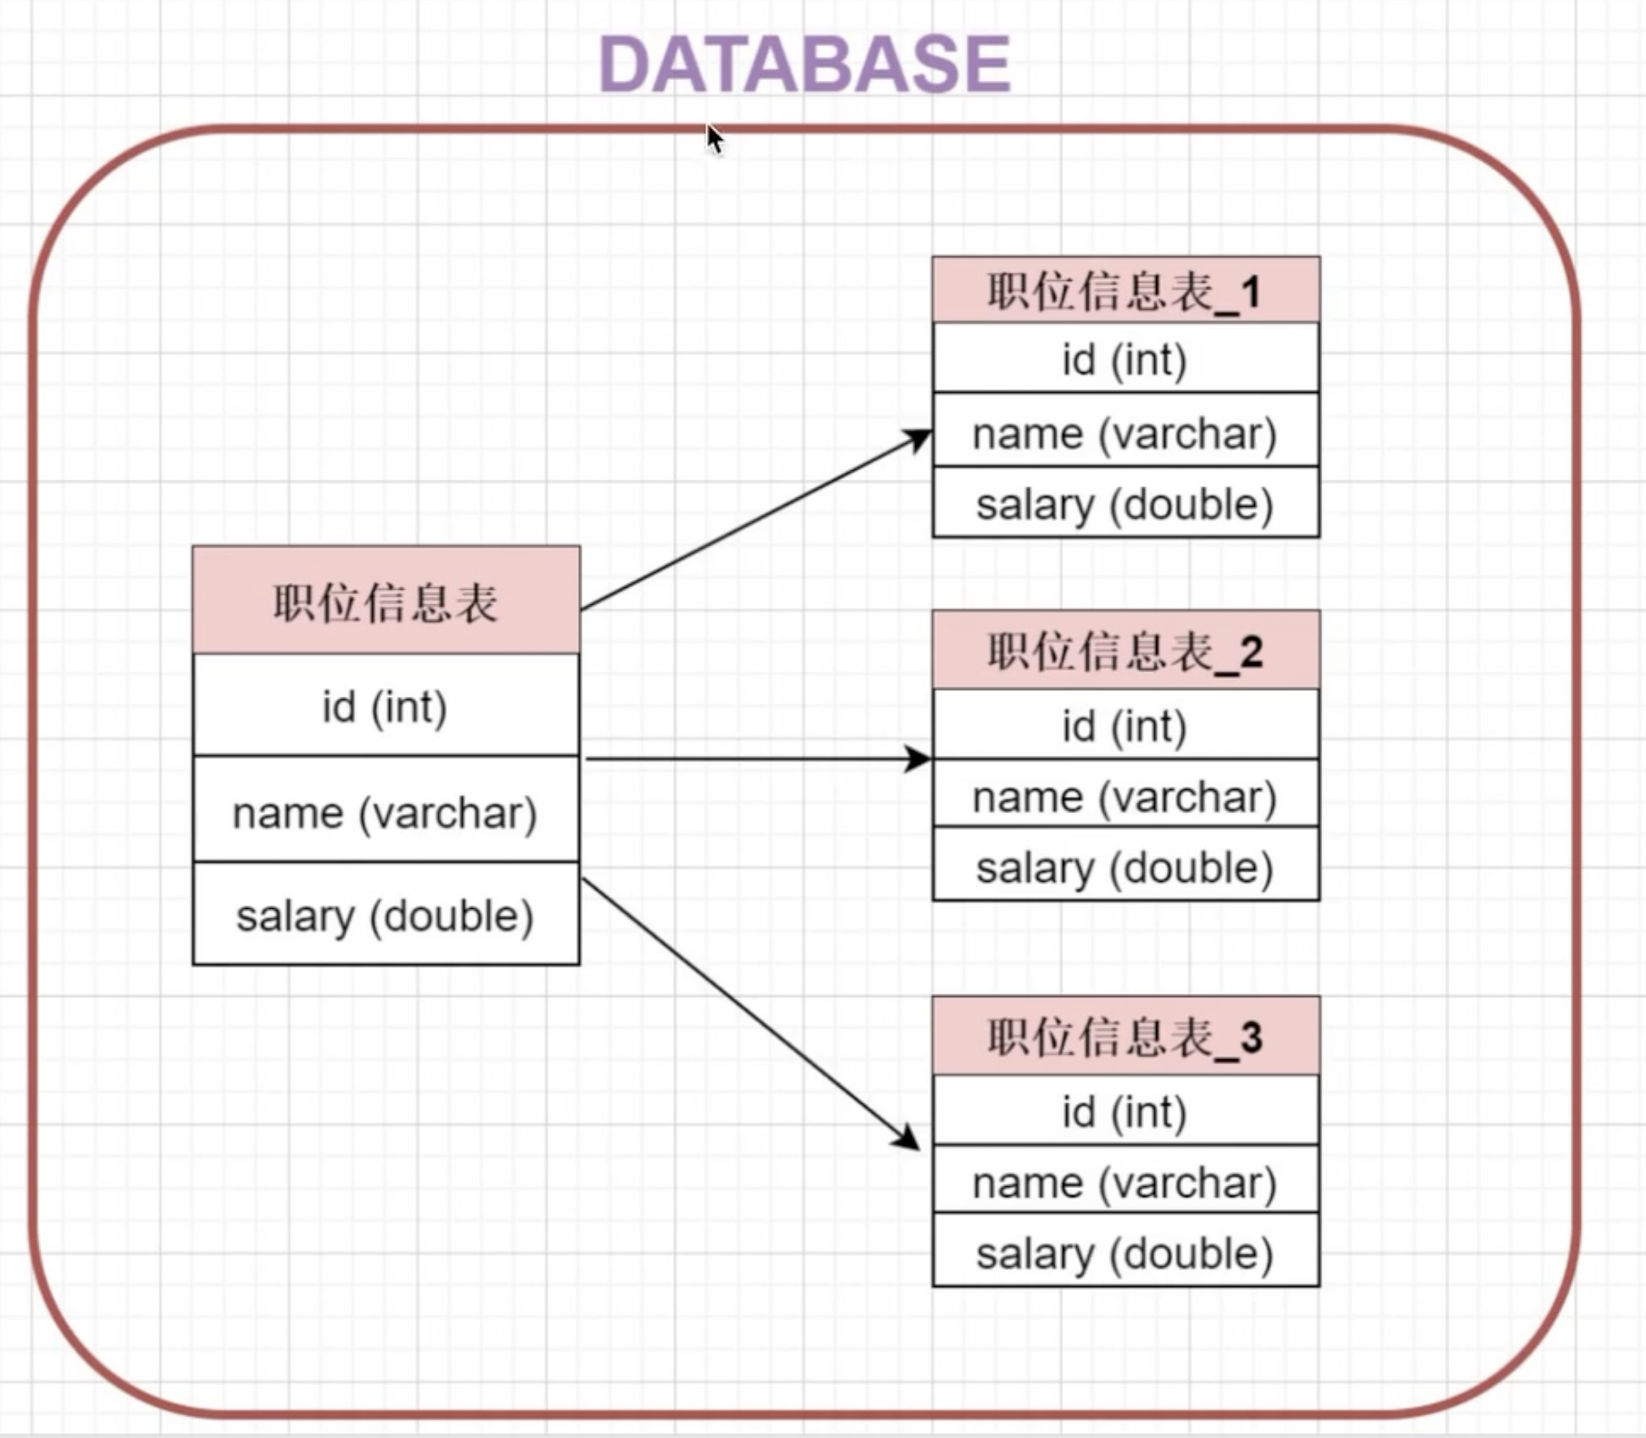 DATABASE
职位信息表
id (int)
name (varchar)
salary (double)
职位信息表_1
id (int)
name (varchar)
salary (double)
职位信息表_2
id (int)
name (varchar)
salary (double)
职位信息表_3
id (int)
name (varchar)
salary (double)